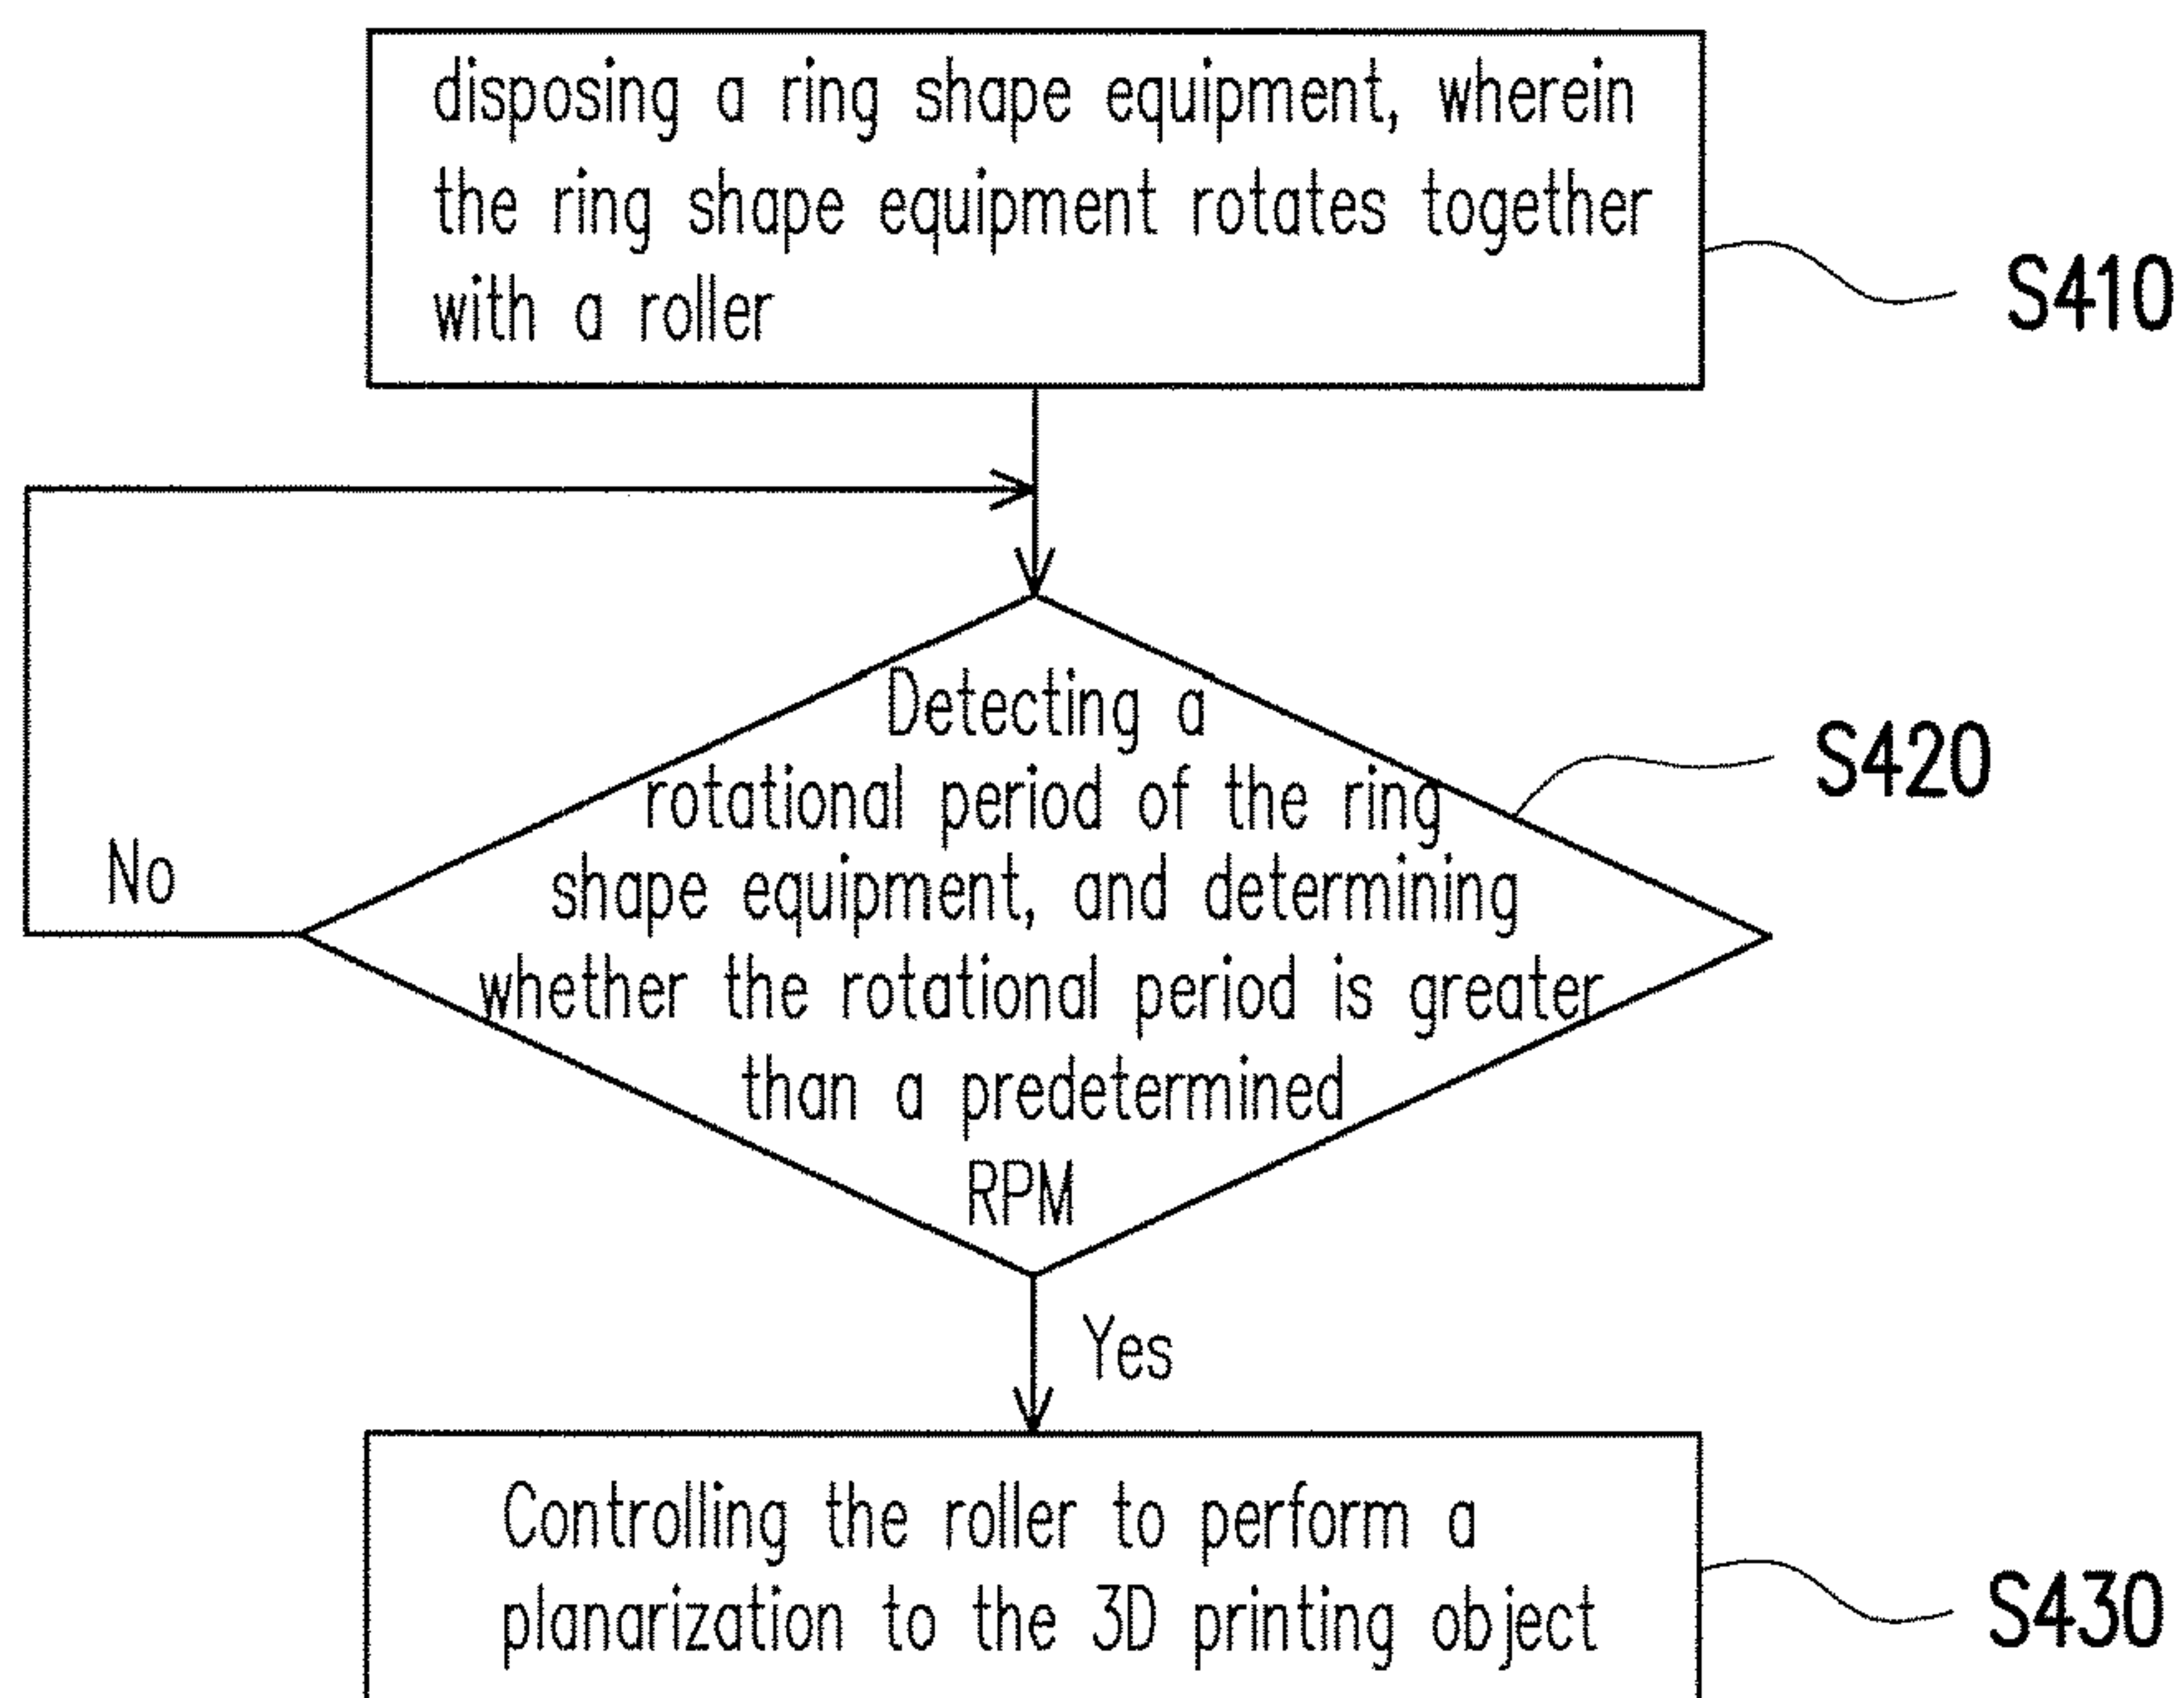 disposing a ring shape equipment, wherein
the ring shape equipment rotates together
with a roller
S410
Detecting a
rotational period of the ring
shape equipment, and determining
whether the rotational period is greater
than a predetermined
RPM
S420
No
Yes
Controlling the roller to perform a
planarization to the 3D printing object
S430